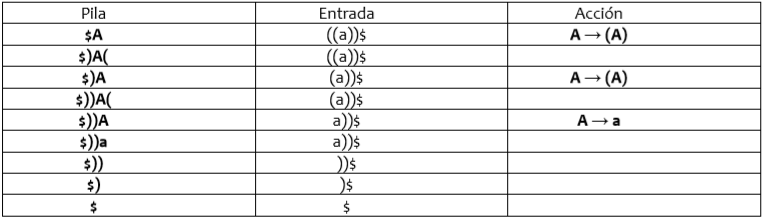 Pila Entrada Acción
$A ((a))$ A → (A)
$)A( ((a))$
$)A (a))$ A → (A)
$))A( (a))$
$))A a))$ A → a
$))a a))$
$)) ))$
$) )$
$ $